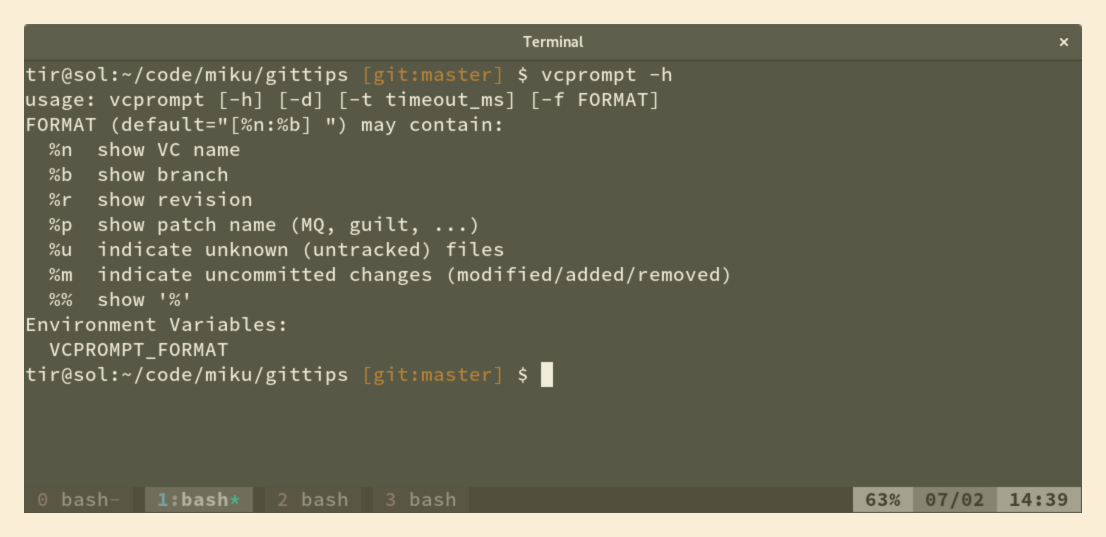 Terminal ×
tir@sol:~/code/miku/gittips [git:master] $ vcprompt -h
usage: vcprompt [-h] [-d] [-t timeout_ms] [-f FORMAT]
FORMAT (default="[%n:%b] ") may contain:
  %n  show VC name
  %b  show branch
  %r  show revision
  %p  show patch name (MQ, guilt, ...)
  %u  indicate unknown (untracked) files
  %m  indicate uncommitted changes (modified/added/removed)
  %%  show '%'
Environment Variables:
  VCPROMPT_FORMAT
tir@sol:~/code/miku/gittips [git:master] $
0 bash- 1:bash* 2 bash 3 bash 63% 07/02 14:39